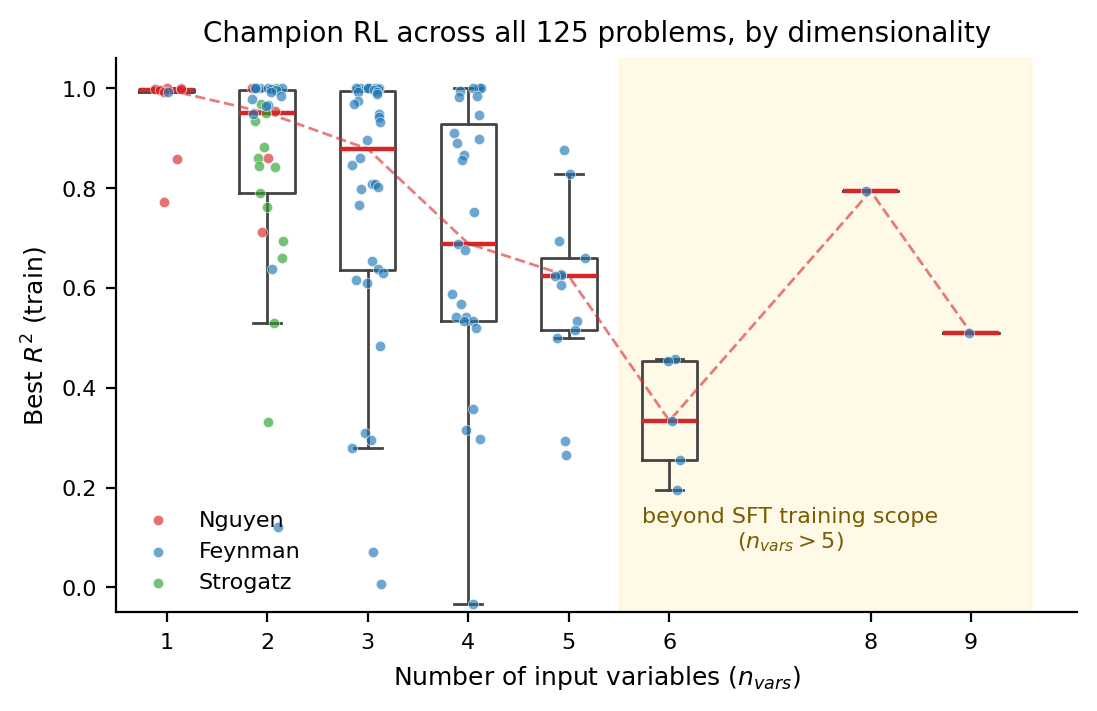 Champion RL across all 125 problems, by dimensionality
Best R² (train)
1.0
0.8
0.6
0.4
0.2
0.0
Nguyen
Feynman
Strogatz
beyond SFT training scope
(n_vars > 5)
1 2 3 4 5 6 8 9
Number of input variables (n_vars)